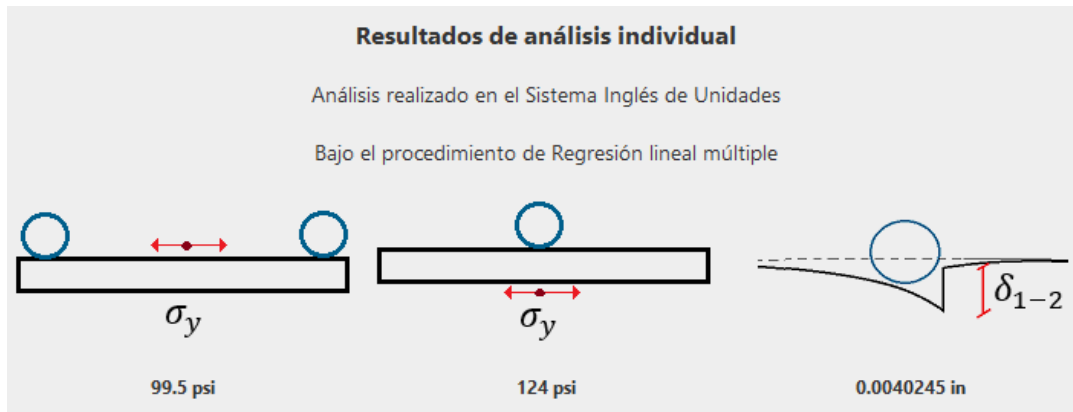 Resultados de análisis individual
Análisis realizado en el Sistema Inglés de Unidades
Bajo el procedimiento de Regresión lineal múltiple
σy
σy
δ1−2
99.5 psi
124 psi
0.0040245 in